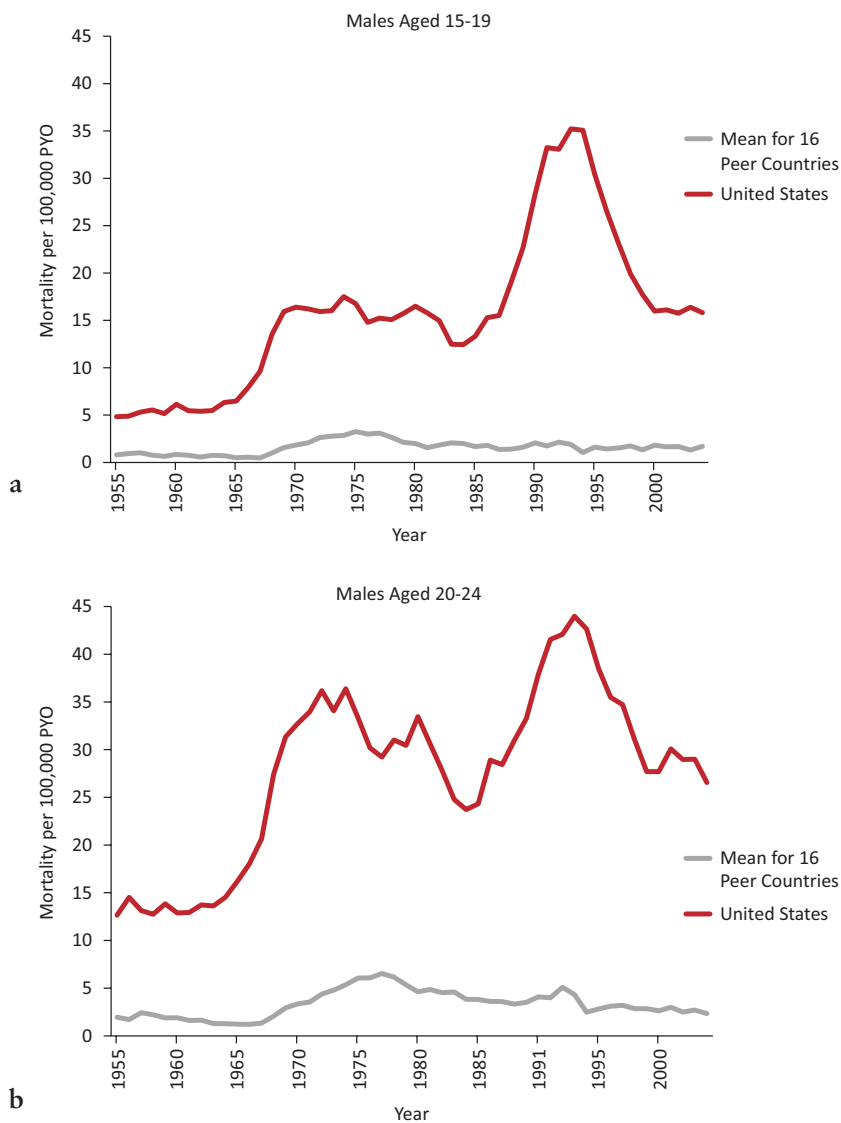 Males Aged 15-19
Mortality per 100,000 PYO
45
40
35
30
25
20
15
10
5
0
1955
1960
1965
1970
1975
1980
1985
1990
1995
2000
Year
Mean for 16
Peer Countries
United States
a
Males Aged 20-24
Mortality per 100,000 PYO
45
40
35
30
25
20
15
10
5
0
1955
1960
1965
1970
1975
1980
1985
1991
1995
2000
Year
Mean for 16
Peer Countries
United States
b